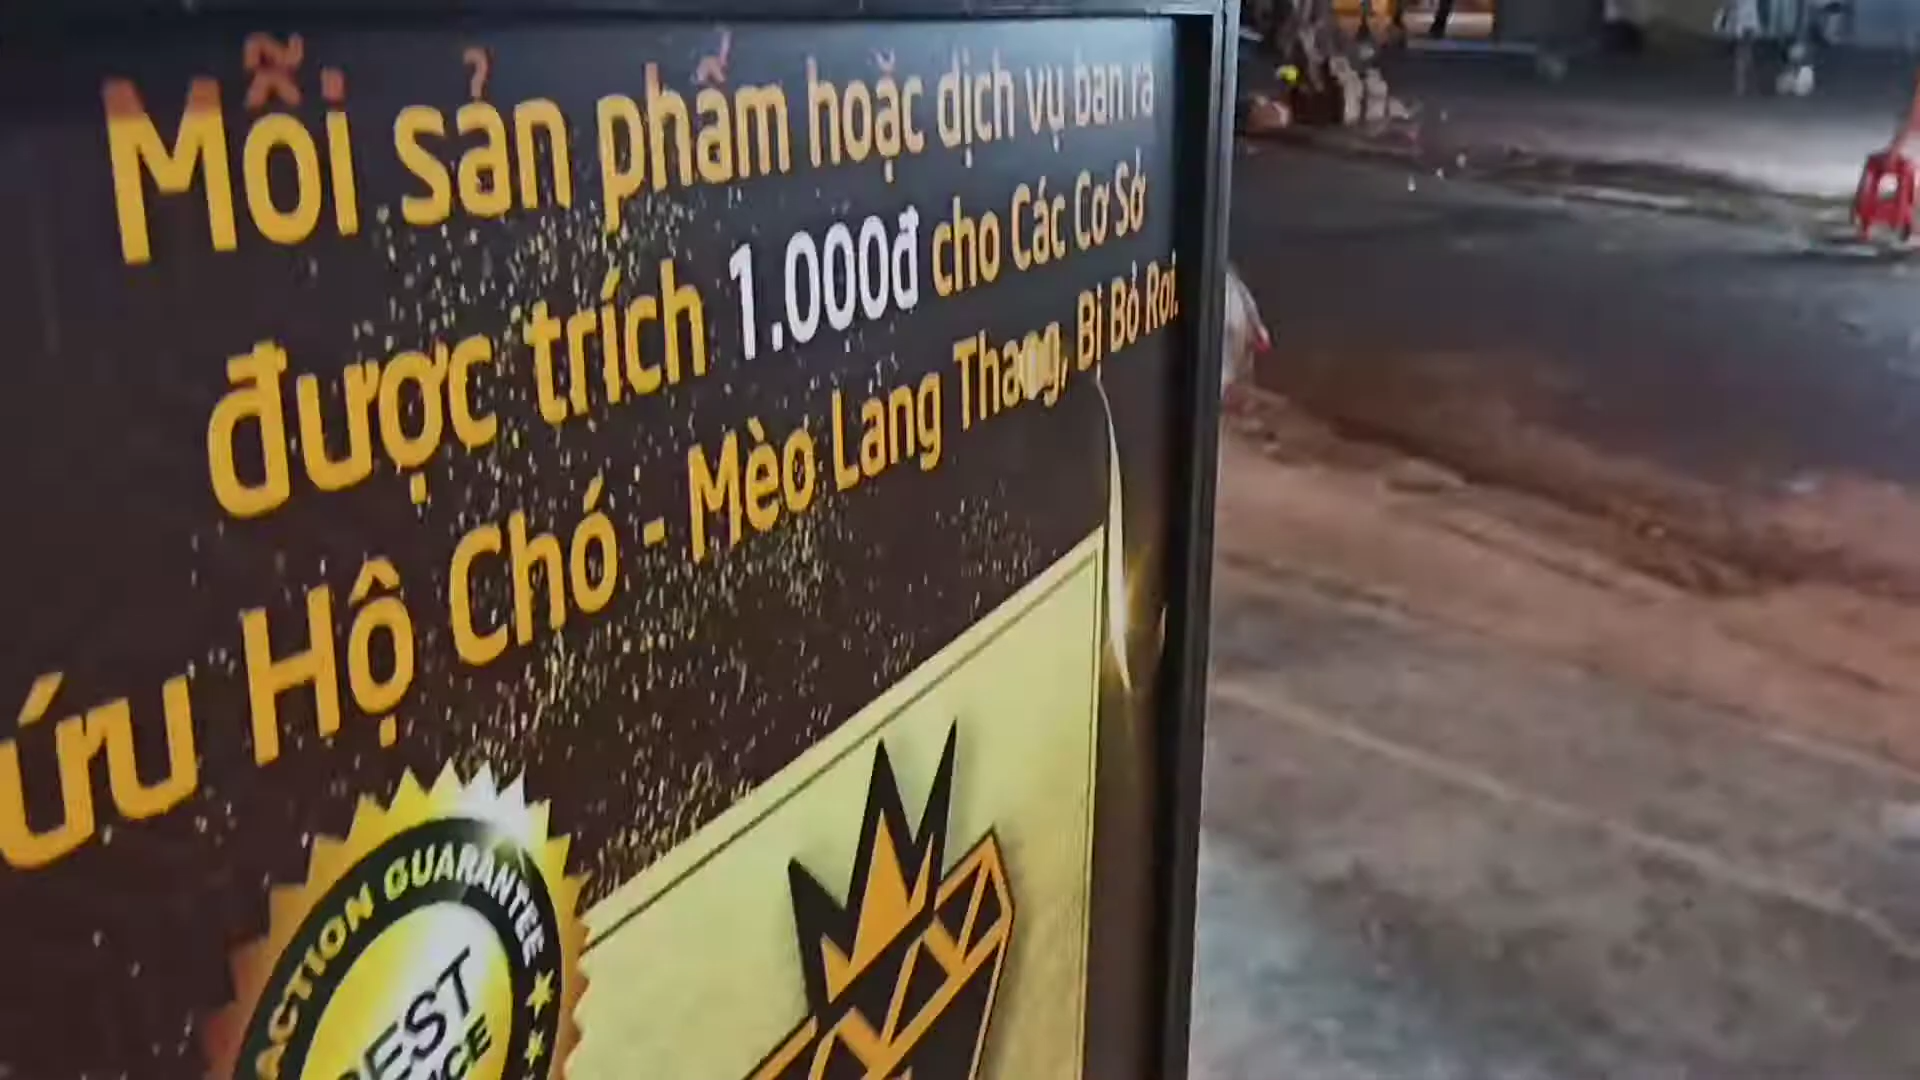 Mỗi sản phẩm hoặc dịch vụ bán ra
được trích 1.000đ cho Các Cơ Sở
ứu Hộ Chó - Mèo Lang Thang, Bị Bỏ Rơi.
ACTION GUARANTEE
BEST